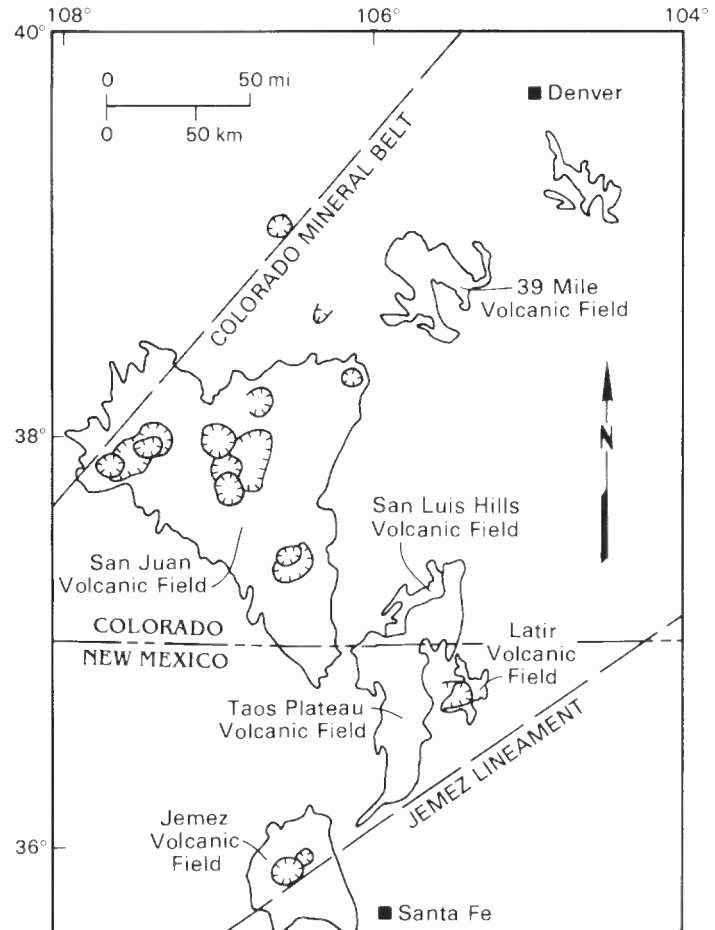 108°
106°
104°
40°
0 50 mi
0 50 km
Denver
COLORADO MINERAL BELT
39 Mile
Volcanic Field
38°
N
San Luis Hills
Volcanic Field
San Juan
Volcanic Field
COLORADO
NEW MEXICO
Latir
Volcanic
Field
Taos Plateau
Volcanic Field
JEMEZ LINEAMENT
Jemez
Volcanic
Field
36°
Santa Fe